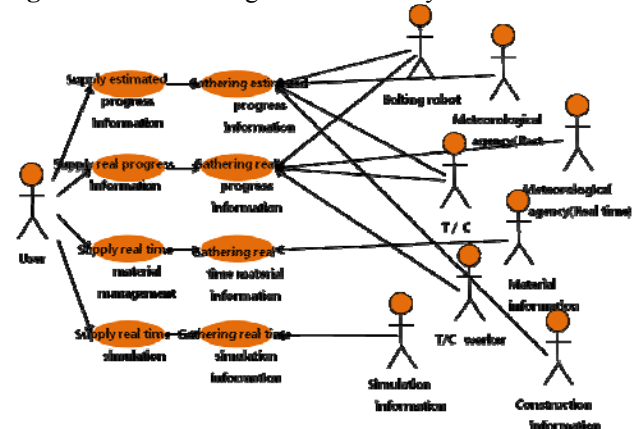 Supply estimated
progress
information
Gathering estimated
progress
information
Bolting robot
Meteorological
agency(Past
Supply real progress
information
Gathering real
progress
information
Meteorological
agency(Real time)
User
T / C
Supply real time
material
management
Gathering real
time material
information
Material
information
T/C worker
Supply real time
simulation
Gathering real time
simulation
information
Simulation
information
Construction
information